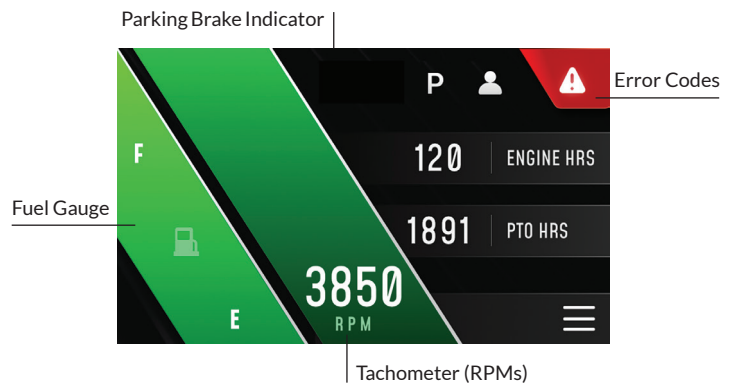 Parking Brake Indicator
P
Error Codes
F
120 ENGINE HRS
Fuel Gauge
1891 PTO HRS
3850
E
RPM
Tachometer (RPMs)